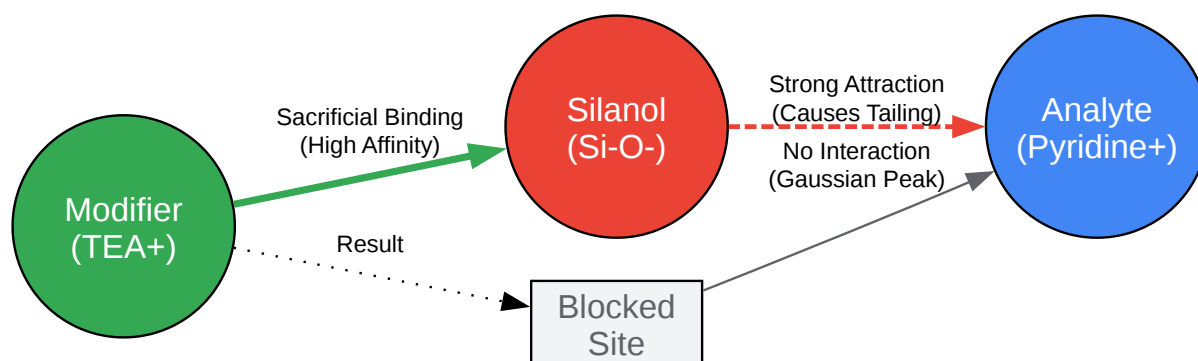 Modifier
(TEA+)
Sacrificial Binding
(High Affinity)
Result
Silanol
(Si-O-)
Blocked
Site
Strong Attraction
(Causes Tailing)
No Interaction
(Gaussian Peak)
Analyte
(Pyridine+)